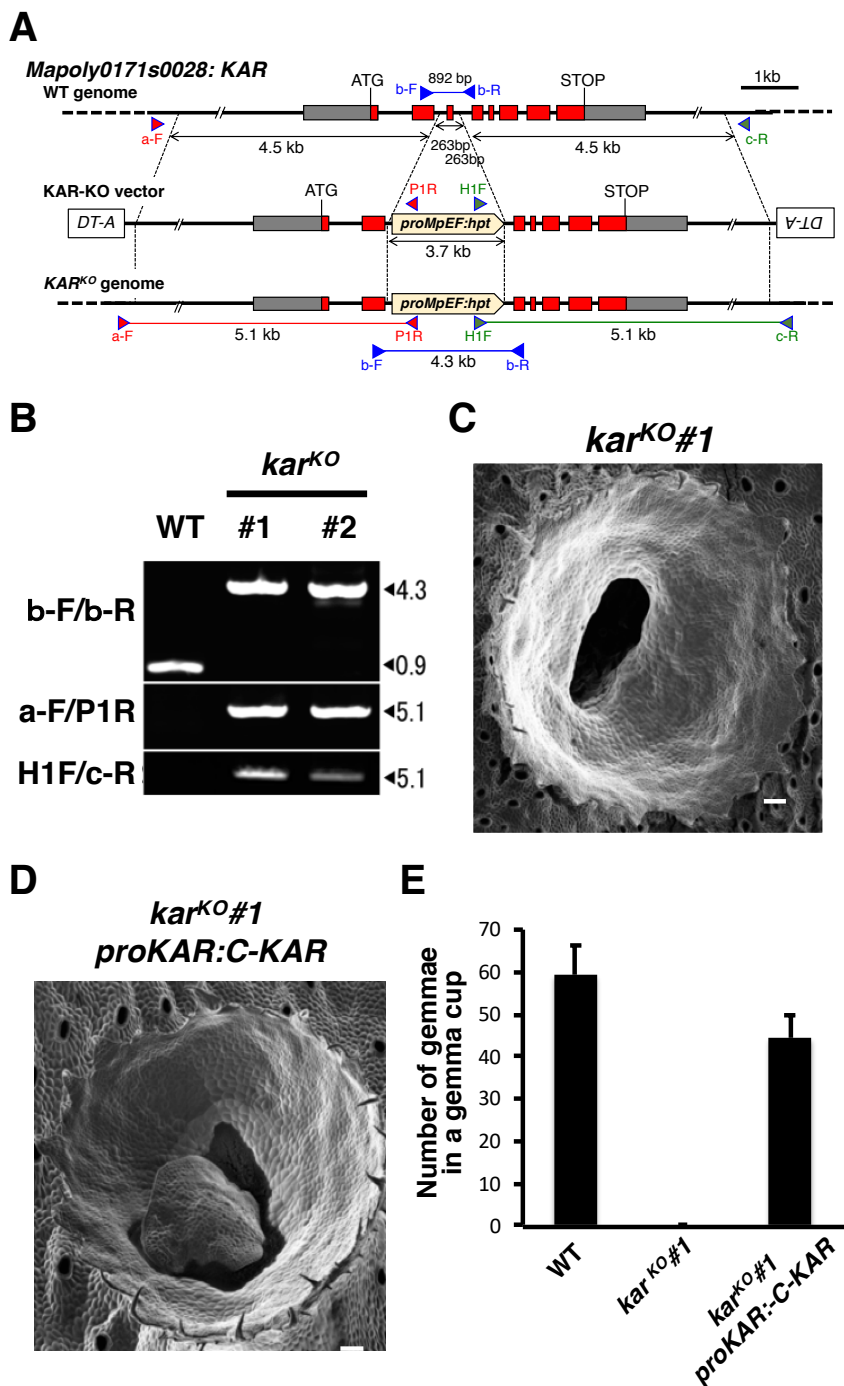 A
Mapoly0171s0028: KAR
WT genome
ATG
b-F
892 bp
b-R
STOP
1kb
a-F
4.5 kb
263bp
263bp
4.5 kb
c-R
KAR-KO vector
ATG
P1R
H1F
STOP
DT-A
proMpEF:hpt
DT-A
3.7 kb
KARKO genome
proMpEF:hpt
a-F
5.1 kb
P1R
H1F
5.1 kb
c-R
b-F
4.3 kb
b-R
B
karKO
WT
#1
#2
b-F/b-R
4.3
0.9
a-F/P1R
5.1
H1F/c-R
5.1
C
karKO#1
D
karKO#1
proKAR:C-KAR
E
Number of gemmae
in a gemma cup
70
60
50
40
30
20
10
0
WT
kar KO#1
karKO#1
proKAR:-C-KAR